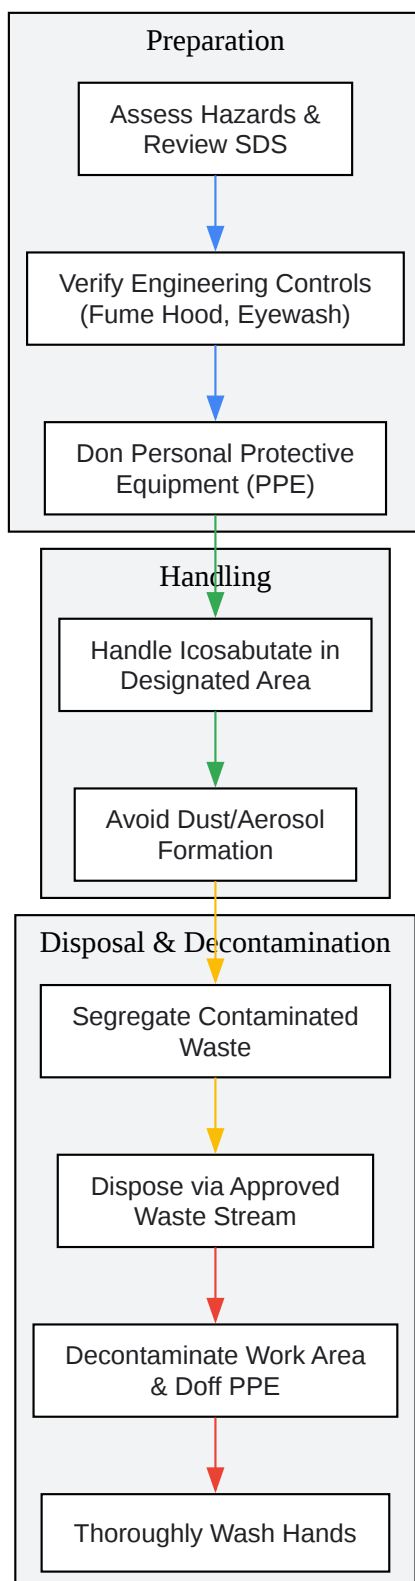 Preparation
Assess Hazards &
Review SDS
Verify Engineering Controls
(Fume Hood, Eyewash)
Don Personal Protective
Equipment (PPE)
Handling
Handle Icosabutate in
Designated Area
Avoid Dust/Aerosol
Formation
Disposal & Decontamination
Segregate Contaminated
Waste
Dispose via Approved
Waste Stream
Decontaminate Work Area
& Doff PPE
Thoroughly Wash Hands